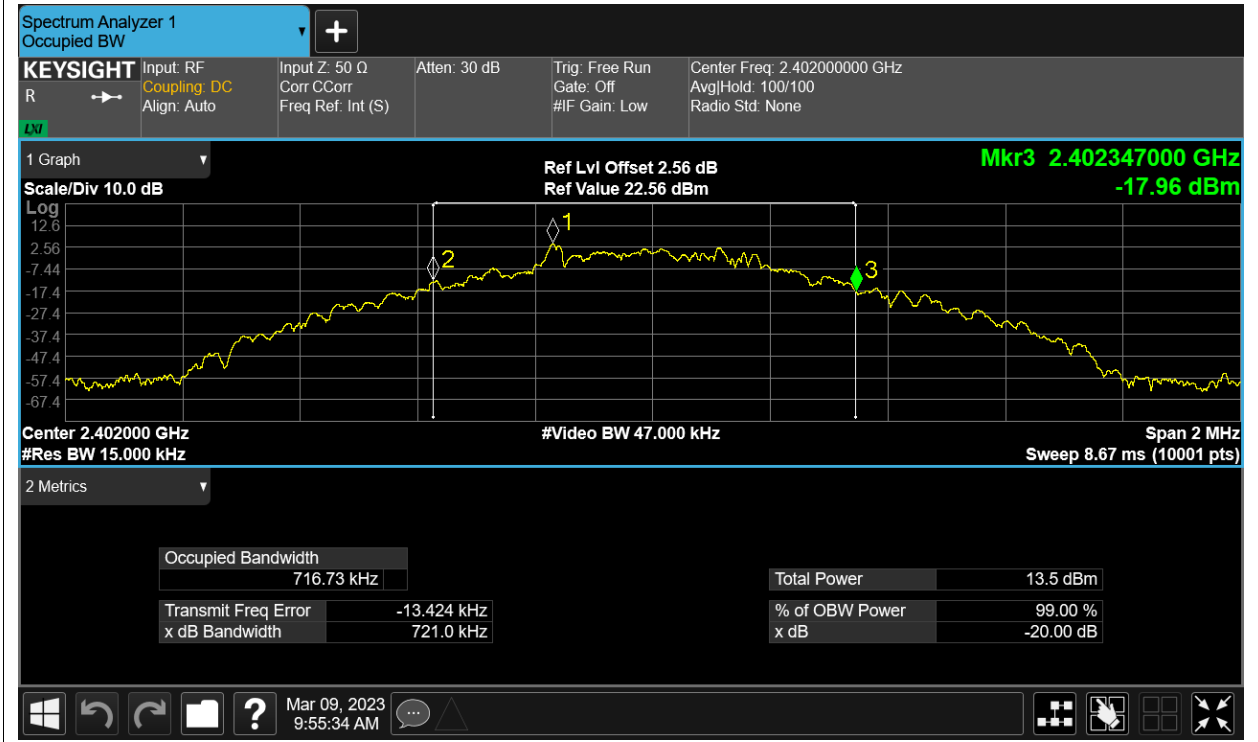 Spectrum Analyzer 1
Occupied BW
KEYSIGHT
R
LXI
Input: RF
Coupling: DC
Align: Auto
Input Z: 50 Ω
Corr CCorr
Freq Ref: Int (S)
Atten: 30 dB
Trig: Free Run
Gate: Off
#IF Gain: Low
Center Freq: 2.402000000 GHz
Avg|Hold: 100/100
Radio Std: None
1 Graph
Scale/Div 10.0 dB
Ref Lvl Offset 2.56 dB
Ref Value 22.56 dBm
Mkr3 2.402347000 GHz
-17.96 dBm
Log
12.6
2.56
-7.44
-17.4
-27.4
-37.4
-47.4
-57.4
-67.4
1
2
3
Center 2.402000 GHz
#Video BW 47.000 kHz
Span 2 MHz
#Res BW 15.000 kHz
Sweep 8.67 ms (10001 pts)
2 Metrics
Occupied Bandwidth
716.73 kHz
Transmit Freq Error -13.424 kHz
x dB Bandwidth 721.0 kHz
Total Power 13.5 dBm
% of OBW Power 99.00 %
x dB -20.00 dB
?
Mar 09, 2023
9:55:34 AM